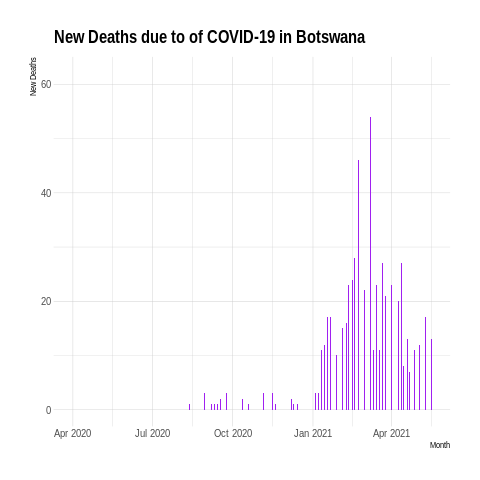 New Deaths due to of COVID-19 in Botswana
New Deaths
60
40
20
0
Apr 2020 Jul 2020 Oct 2020 Jan 2021 Apr 2021
Month